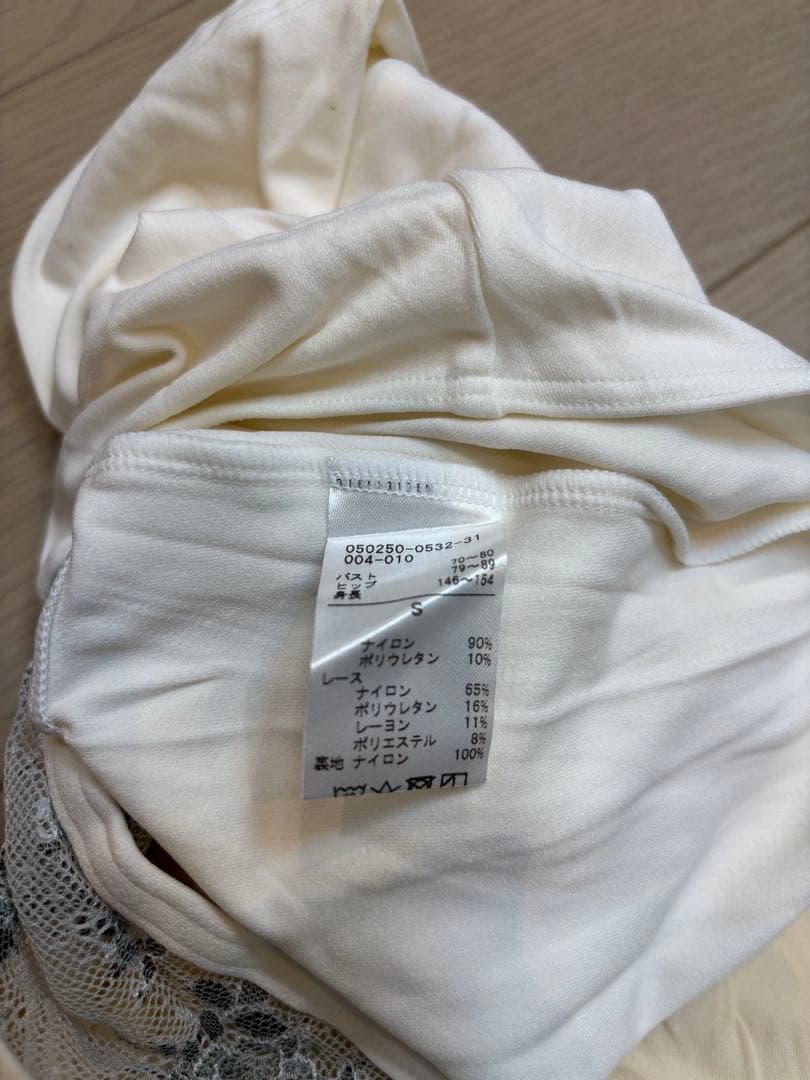 050250-0532-31
004-010
バスト 70〜80
ヒップ 79〜89
身長 146〜154
S
ナイロン 90%
ポリウレタン 10%
レース
ナイロン 65%
ポリウレタン 16%
レーヨン 11%
ポリエステル 8%
裏地 ナイロン 100%